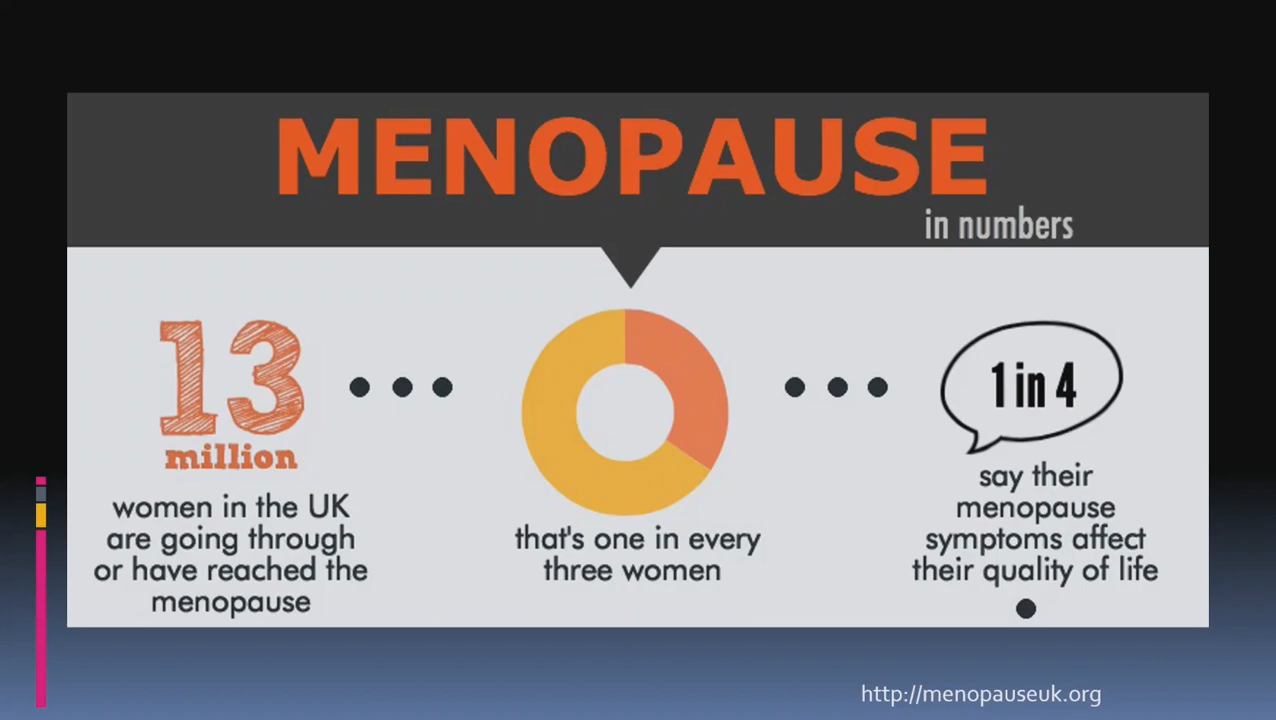 MENOPAUSE
in numbers
13
million
women in the UK
are going through
or have reached the
menopause
that's one in every
three women
1 in 4
say their
menopause
symptoms affect
their quality of life
http://menopauseuk.org